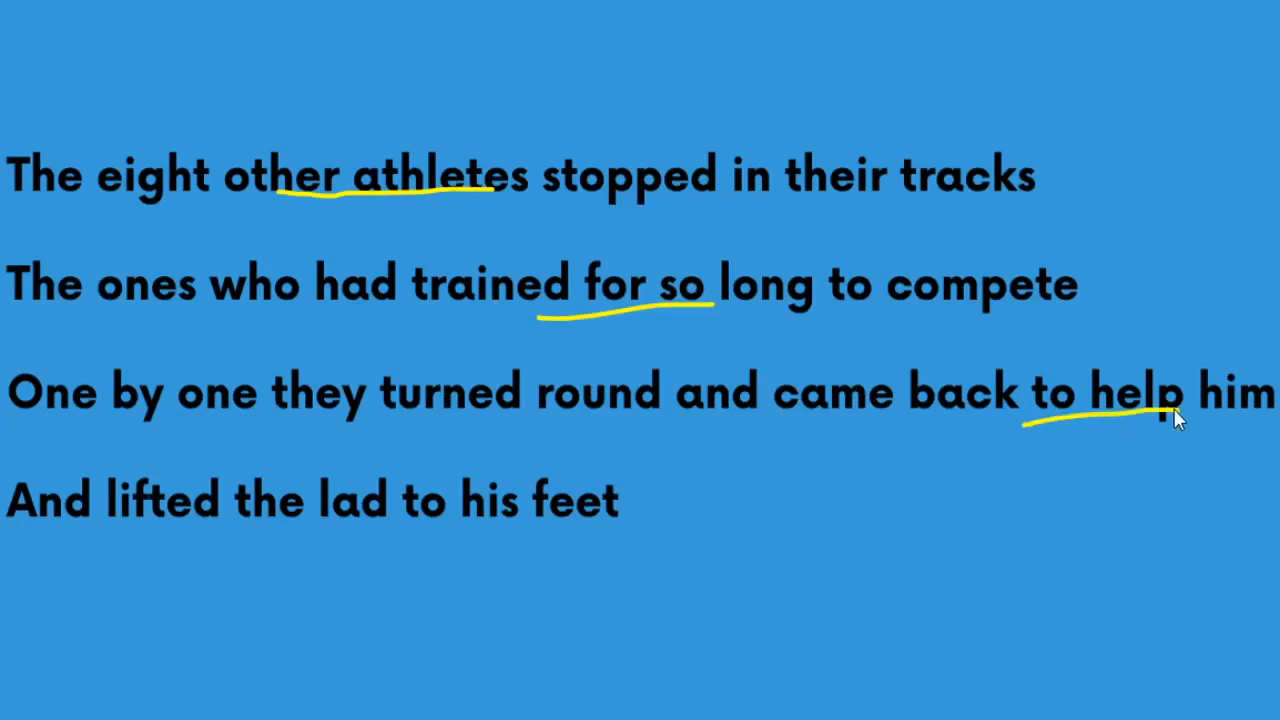 The eight other athletes stopped in their tracks
The ones who had trained for so long to compete
One by one they turned round and came back to help him
And lifted the lad to his feet